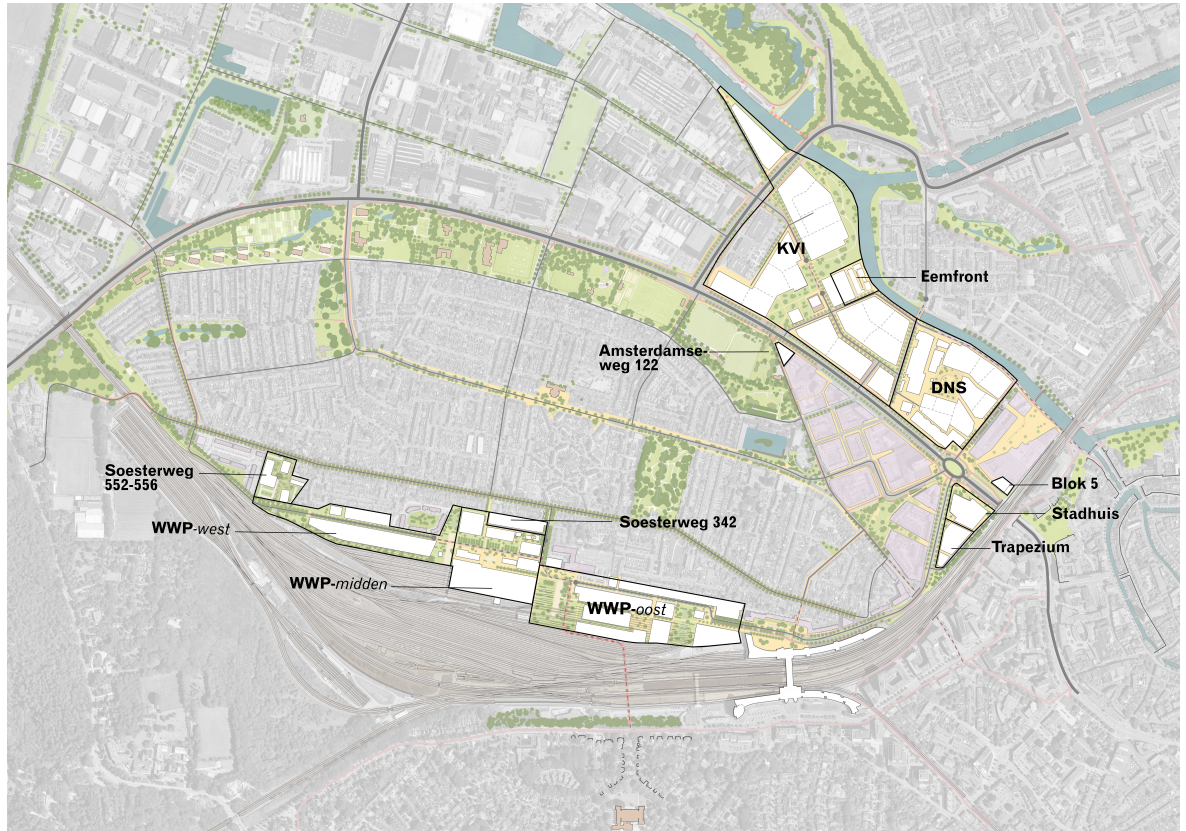 KVI
Eemfront
Amsterdamse-
weg 122
DNS
Soesterweg
552-556
Blok 5
Stadhuis
Soesterweg 342
WWP-west
Trapezium
WWP-midden
WWP-oost